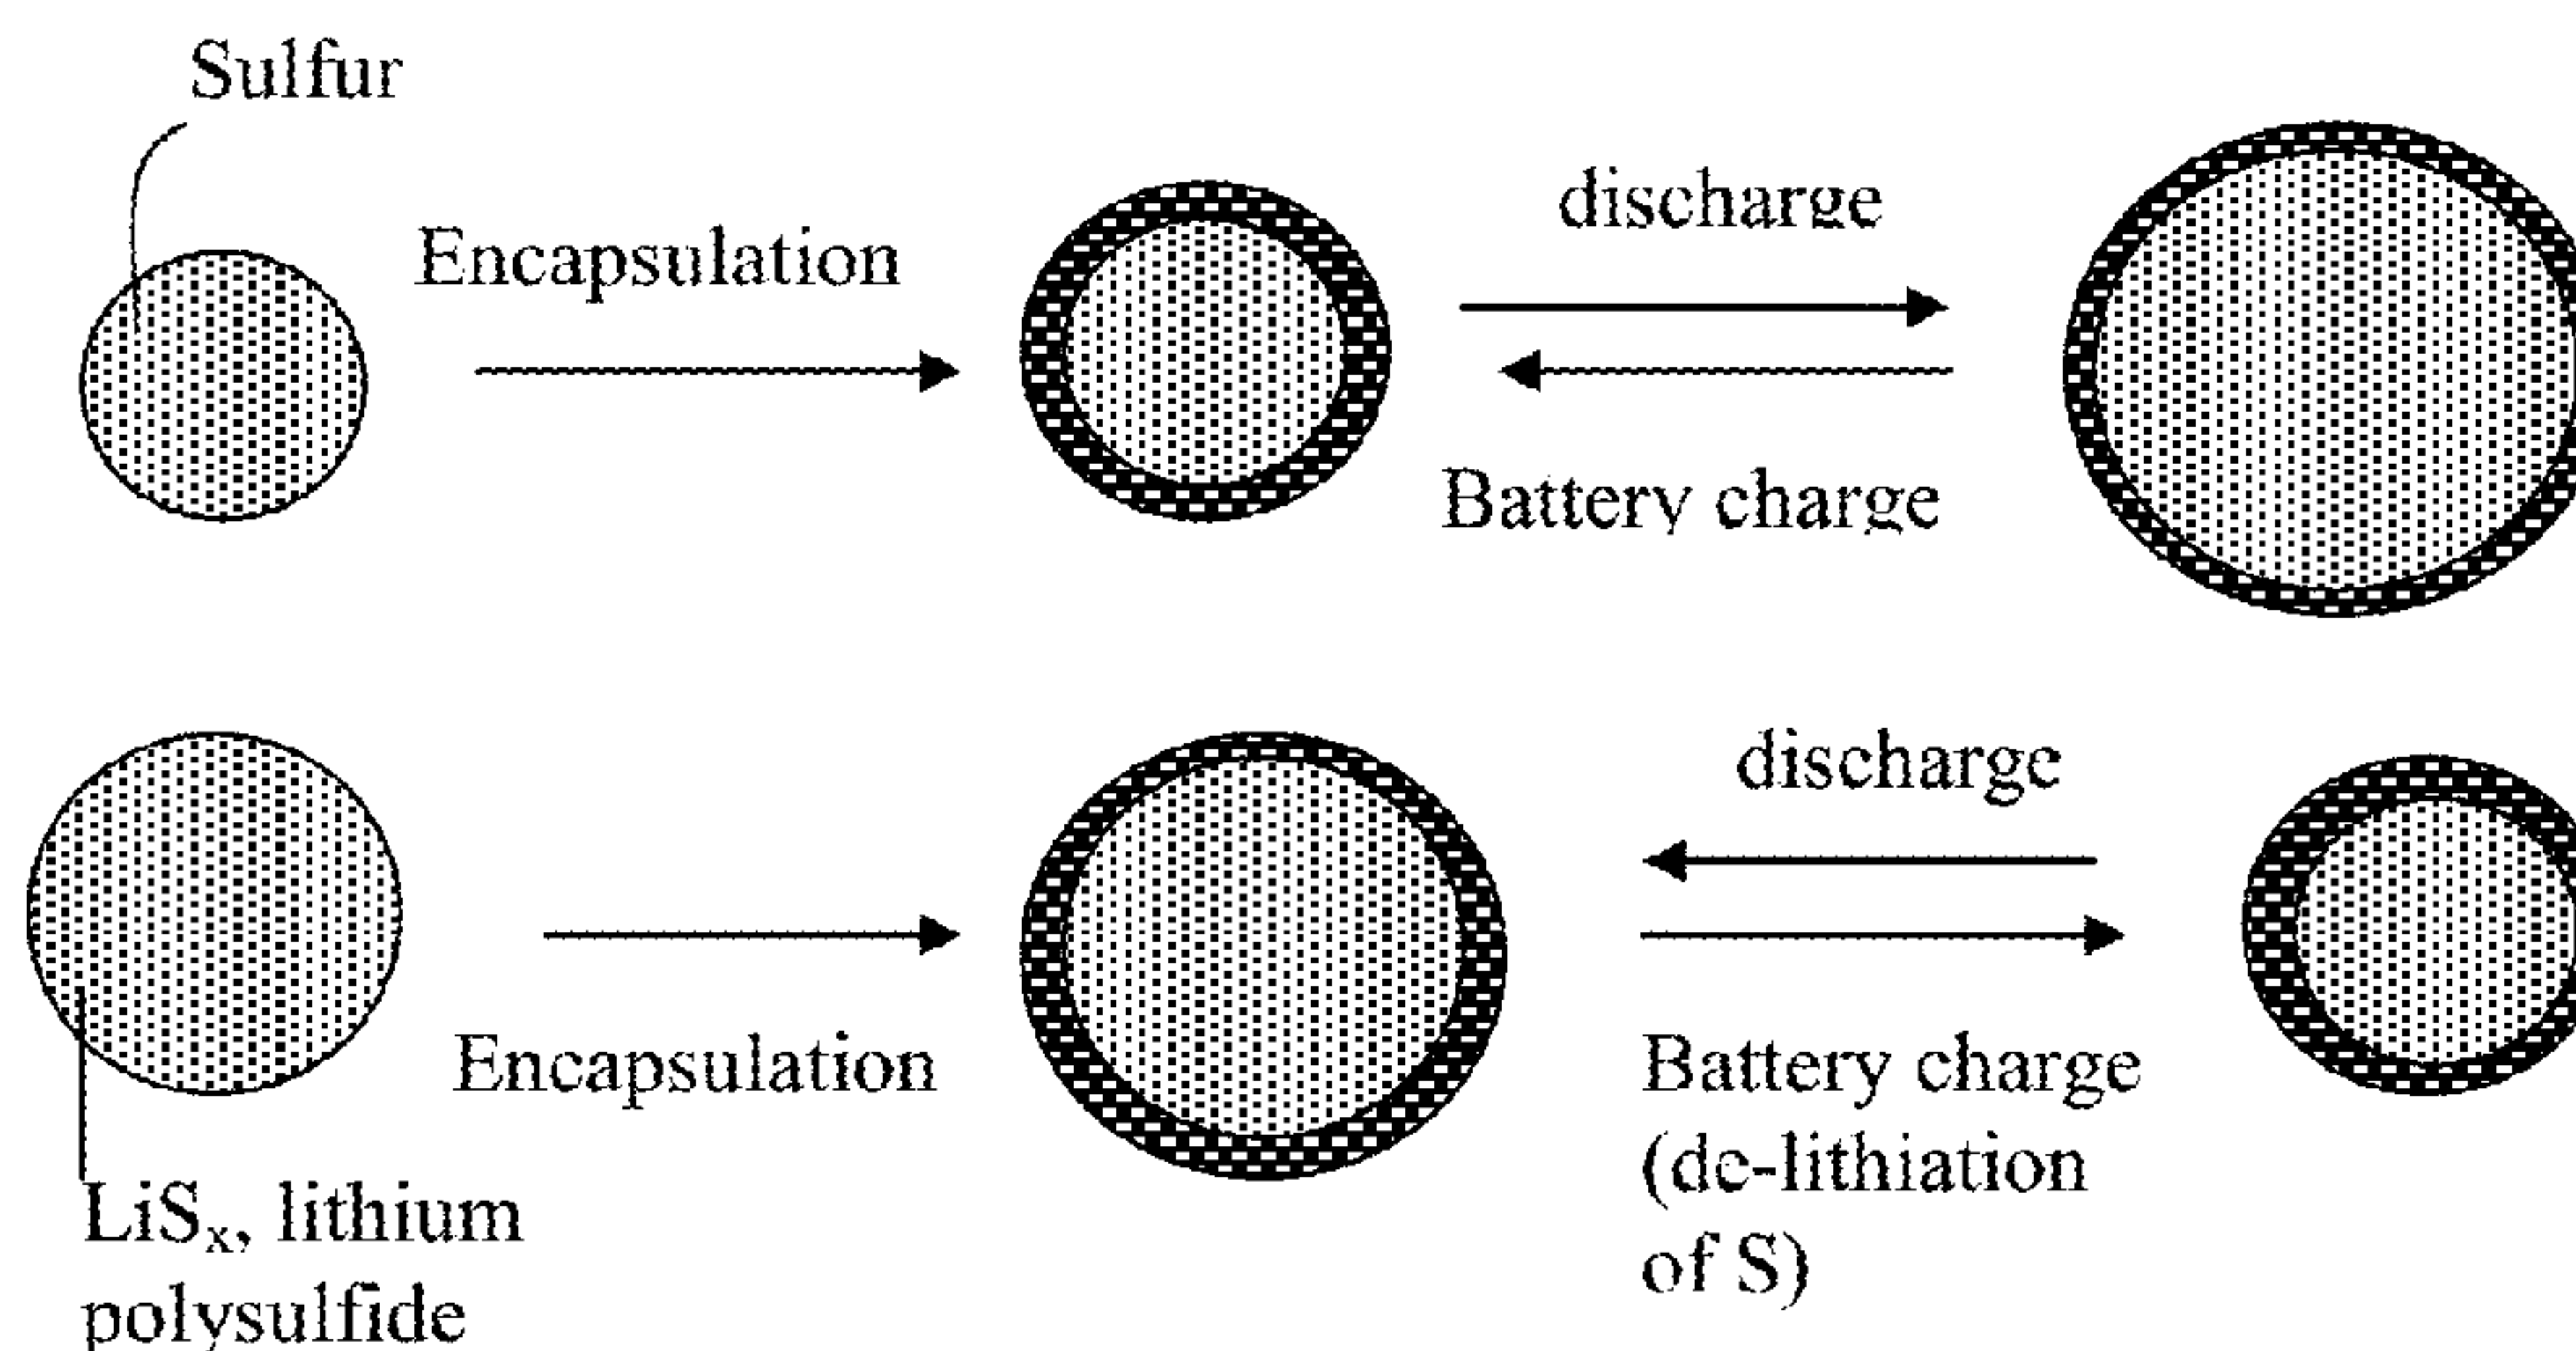 Sulfur
Encapsulation
discharge
Battery charge
discharge
Encapsulation
Battery charge
(de-lithiation
of S)
LiSₓ, lithium
polysulfide